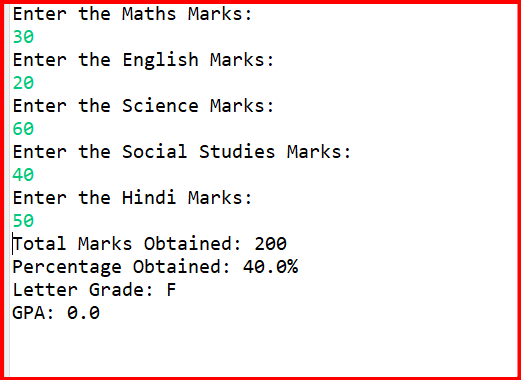 Enter the Maths Marks:
30
Enter the English Marks:
20
Enter the Science Marks:
60
Enter the Social Studies Marks:
40
Enter the Hindi Marks:
50
Total Marks Obtained: 200
Percentage Obtained: 40.0%
Letter Grade: F
GPA: 0.0